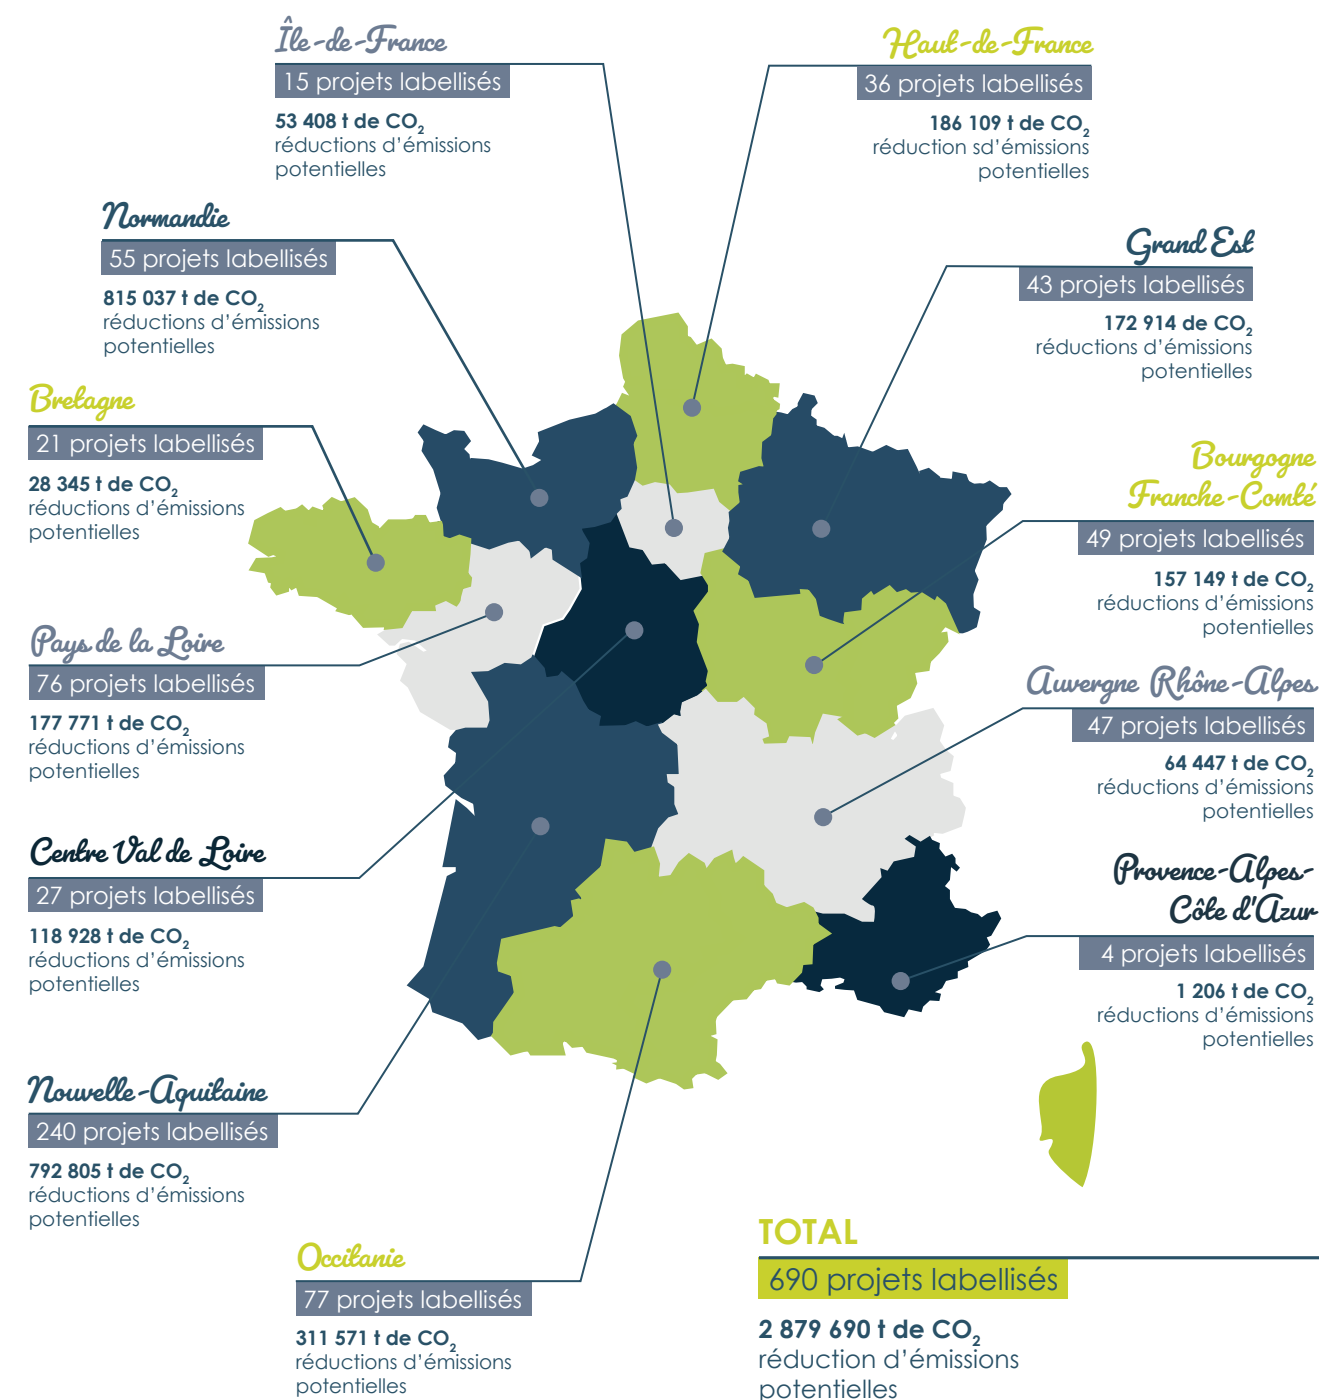 Île-de-France
15 projets labellisés
53 408 t de CO2
réductions d'émissions
potentielles
Haut-de-France
36 projets labellisés
186 109 t de CO2
réduction sd'émissions
potentielles
Normandie
55 projets labellisés
815 037 t de CO2
réductions d'émissions
potentielles
Grand Est
43 projets labellisés
172 914 de CO2
réductions d'émissions
potentielles
Bretagne
21 projets labellisés
28 345 t de CO2
réductions d'émissions
potentielles
Bourgogne
Franche-Comté
49 projets labellisés
157 149 t de CO2
réductions d'émissions
potentielles
Pays de la Loire
76 projets labellisés
177 771 t de CO2
réductions d'émissions
potentielles
Auvergne Rhône-Alpes
47 projets labellisés
64 447 t de CO2
réductions d'émissions
potentielles
Centre Val de Loire
27 projets labellisés
118 928 t de CO2
réductions d'émissions
potentielles
Provence-Alpes-
Côte d'Azur
4 projets labellisés
1 206 t de CO2
réductions d'émissions
potentielles
Nouvelle-Aquitaine
240 projets labellisés
792 805 t de CO2
réductions d'émissions
potentielles
Occitanie
77 projets labellisés
311 571 t de CO2
réductions d'émissions
potentielles
TOTAL
690 projets labellisés
2 879 690 t de CO2
réduction d'émissions
potentielles